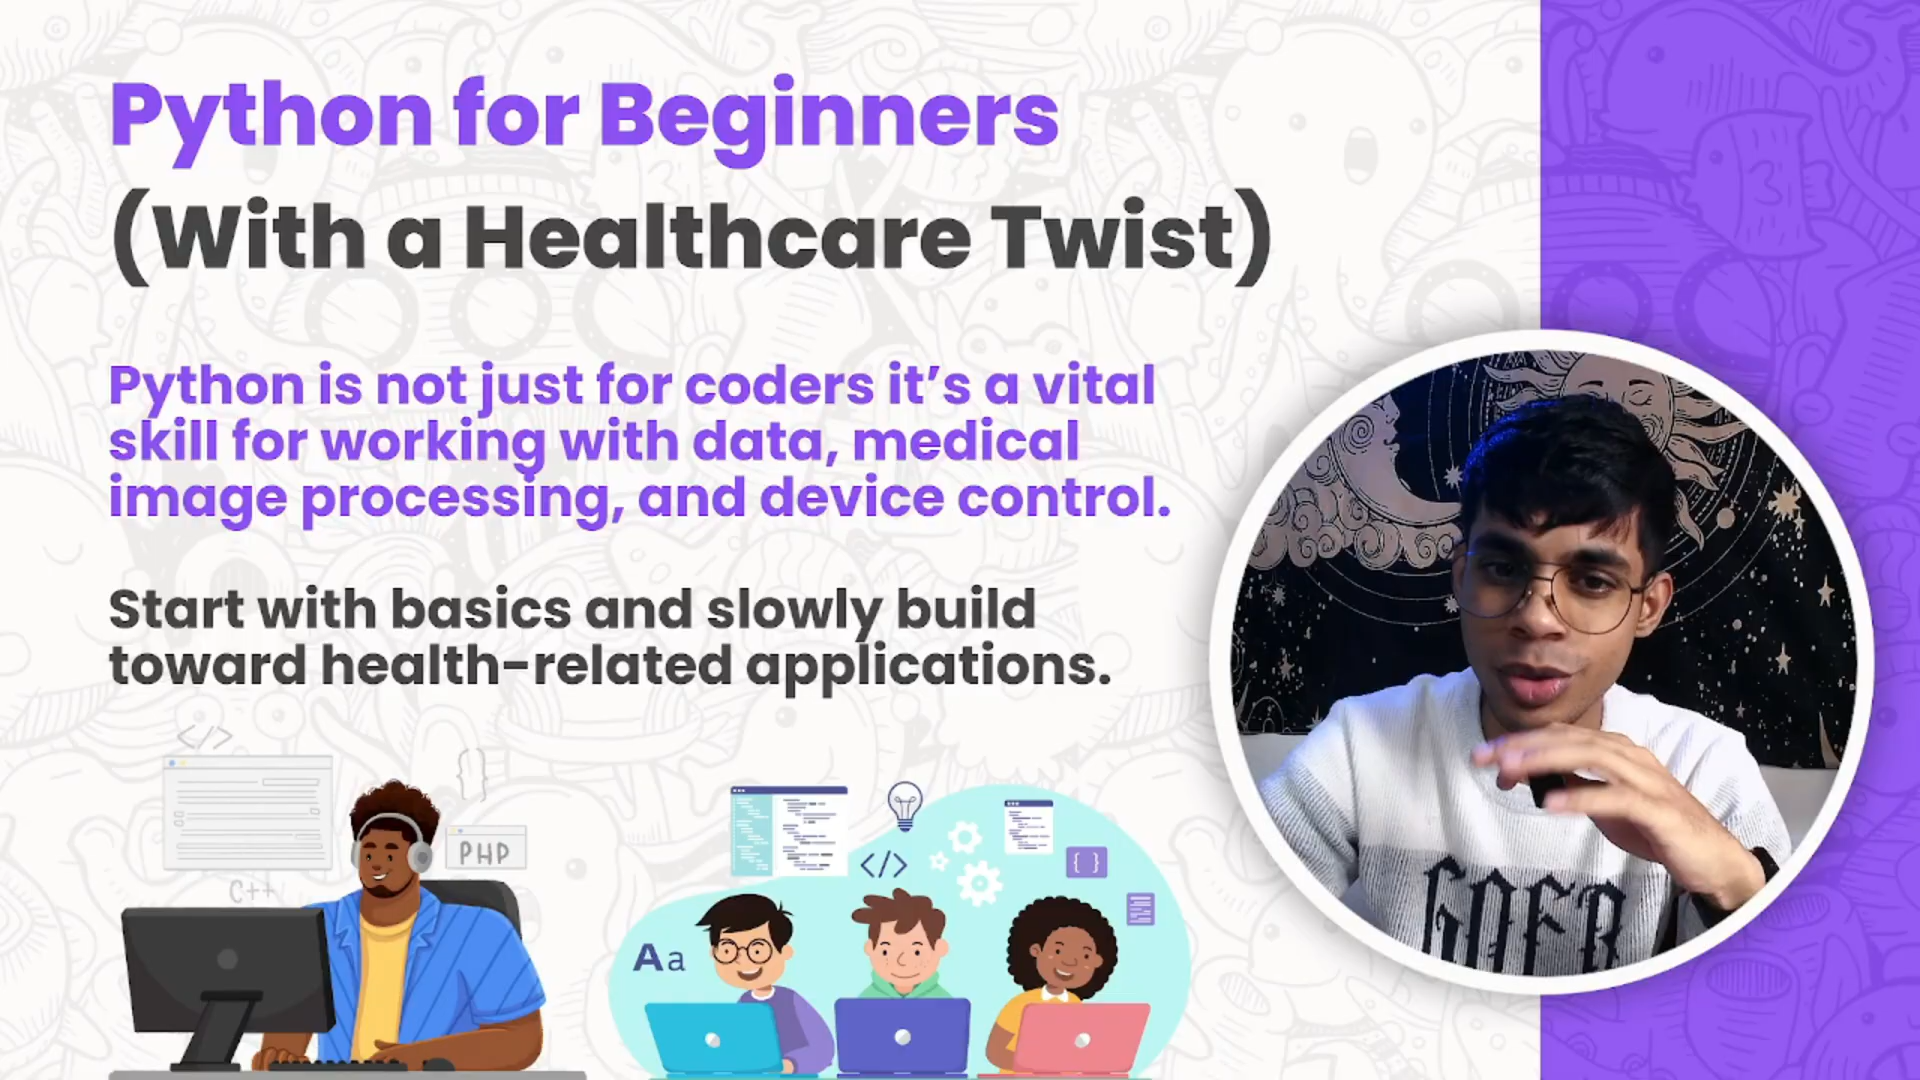 Python for Beginners
(With a Healthcare Twist)
Python is not just for coders it’s a vital
skill for working with data, medical
image processing, and device control.
Start with basics and slowly build
toward health-related applications.
</>
{}
PHP
C++
</>
{ }
Aa